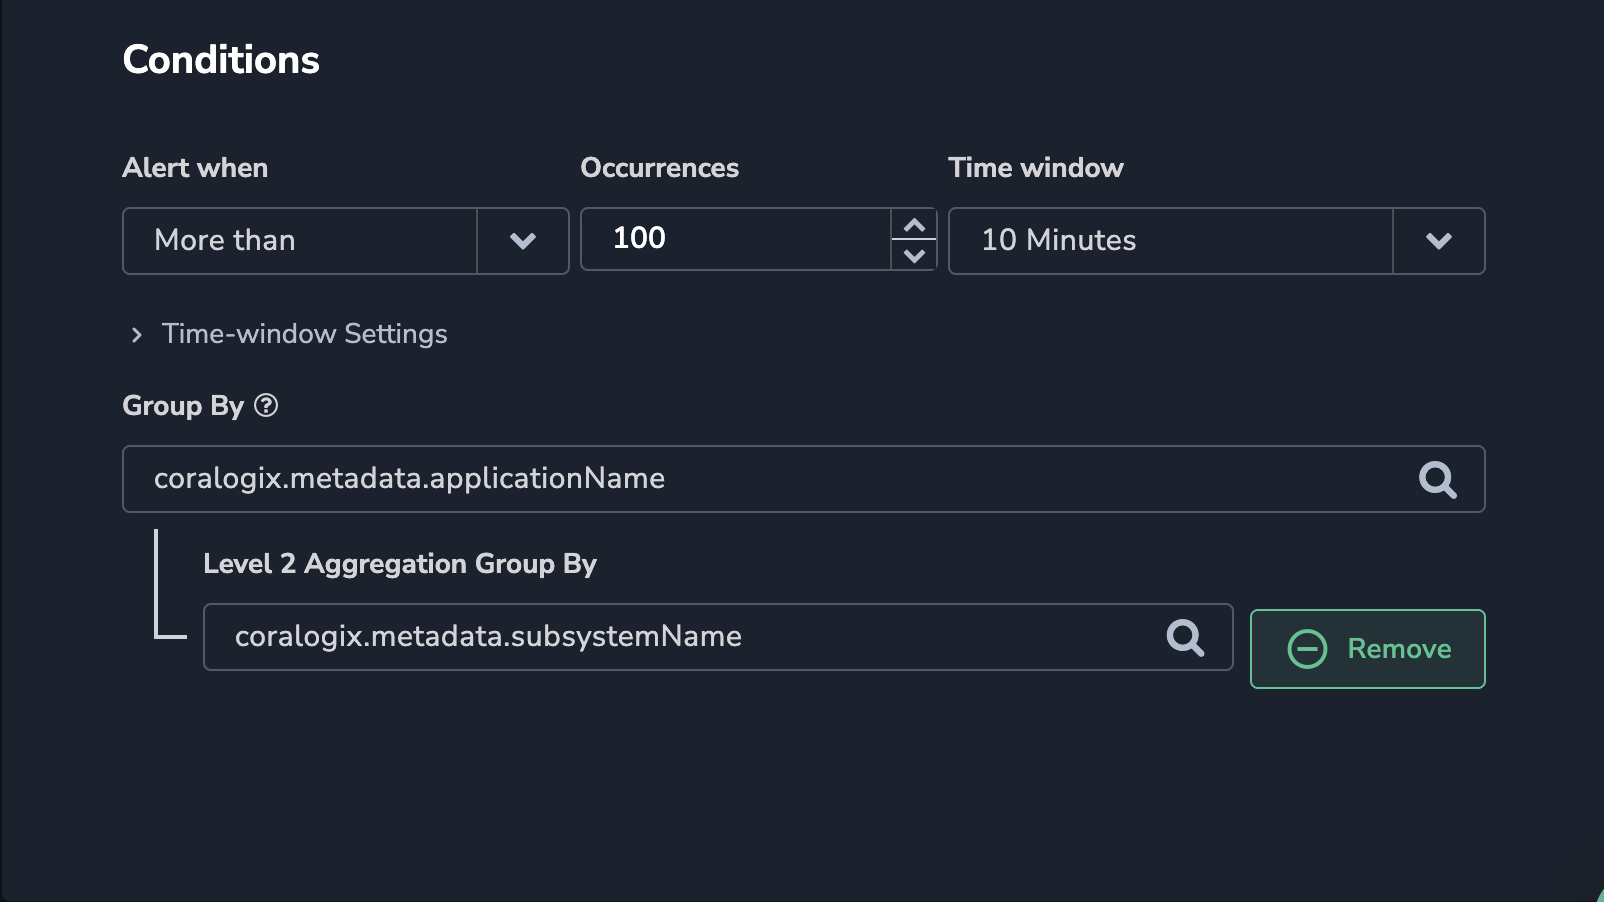 Conditions
Alert when
Occurrences
Time window
More than
100
10 Minutes
Time-window Settings
Group By
coralogix.metadata.applicationName
Level 2 Aggregation Group By
coralogix.metadata.subsystemName
Remove